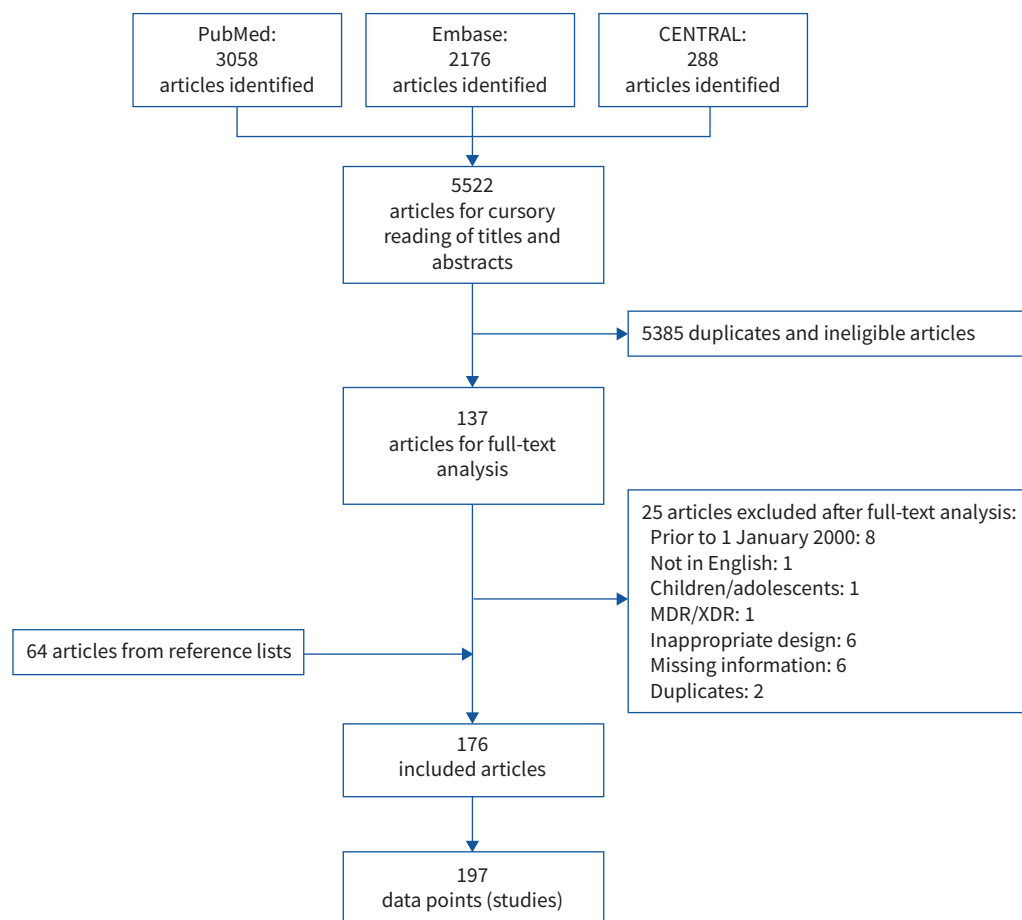 PubMed:
3058
articles identified
Embase:
2176
articles identified
CENTRAL:
288
articles identified
5522
articles for cursory
reading of titles and
abstracts
5385 duplicates and ineligible articles
137
articles for full-text
analysis
25 articles excluded after full-text analysis:
Prior to 1 January 2000: 8
Not in English: 1
Children/adolescents: 1
MDR/XDR: 1
Inappropriate design: 6
Missing information: 6
Duplicates: 2
64 articles from reference lists
176
included articles
197
data points (studies)